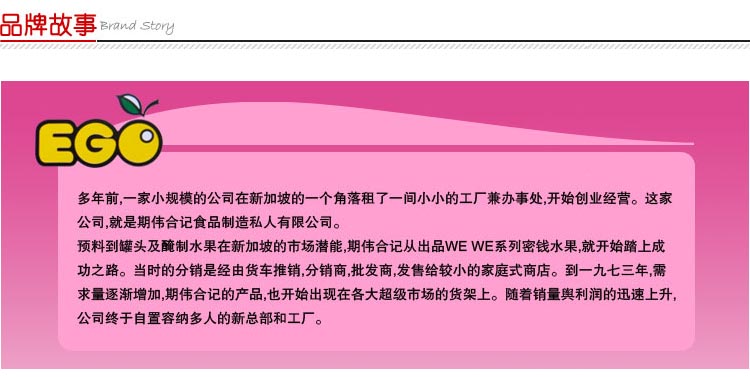 品牌故事 Brand Story
EGO
多年前,一家小规模的公司在新加坡的一个角落租了一间小小的工厂兼办事处,开始创业经营。这家
公司,就是期伟合记食品制造私人有限公司。
预料到罐头及醃制水果在新加坡的市场潜能,期伟合记从出品WE WE系列密钱水果,就开始踏上成
功之路。当时的分销是经由货车推销,分销商,批发商,发售给较小的家庭式商店。到一九七三年,需
求量逐渐增加,期伟合记的产品,也开始出现在各大超级市场的货架上。随着销量舆利润的迅速上升,
公司终于自置容纳多人的新总部和工厂。